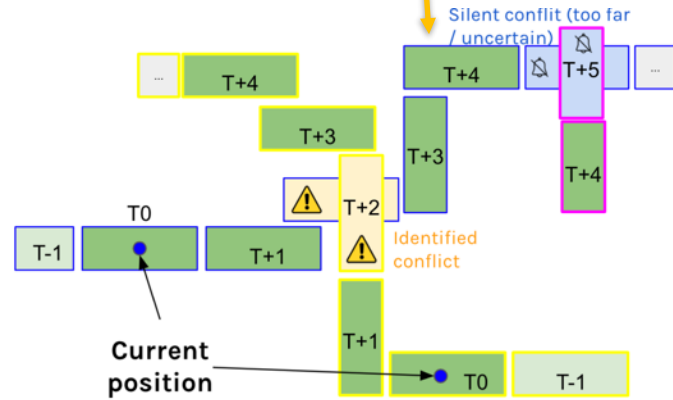 Silent conflit (too far
/ uncertain)
...
T+4
T+4
T+5
...
T+3
T+3
T+4
T0
T+2
T-1
T+1
Identified
conflict
T+1
Current
position
T0
T-1